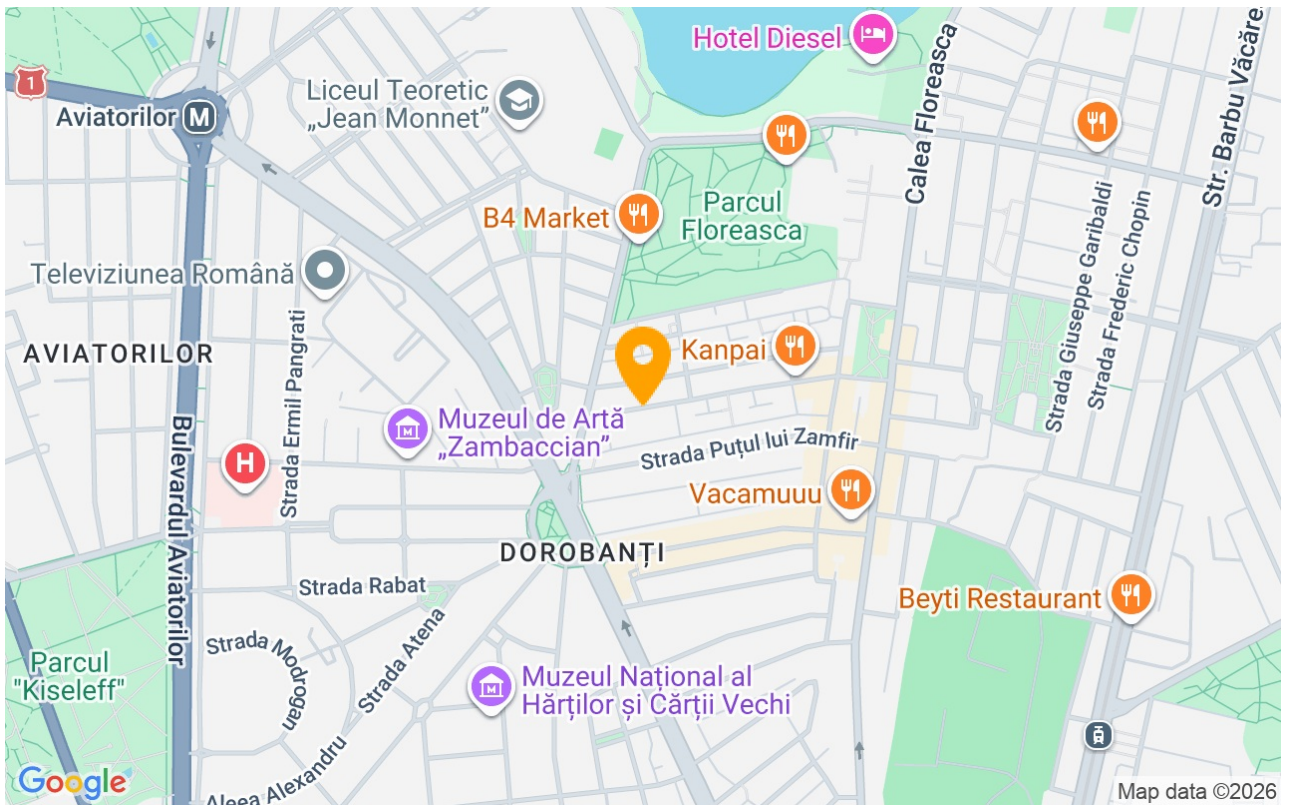 Hotel Diesel
1
Liceul Teoretic
„Jean Monnet”
Aviatorilor M
Calea Floreasca
Str. Barbu Văcăre
B4 Market
Parcul
Floreasca
Strada Giuseppe Garibaldi
Strada Frederic Chopin
Televiziunea Română
AVIATORILOR
Strada Ermil Pangrati
Kanpai
Muzeul de Artă
„Zambaccian”
Strada Puțul lui Zamfir
H
Vacamuuu
Bulevardul Aviatorilor
DOROBANȚI
Strada Rabat
Beyti Restaurant
Strada Modrogan
Strada Atena
Parcul
"Kiseleff"
Muzeul Național al
Hărților și Cărții Vechi
Aleea Alexandru
Google
Map data ©2026